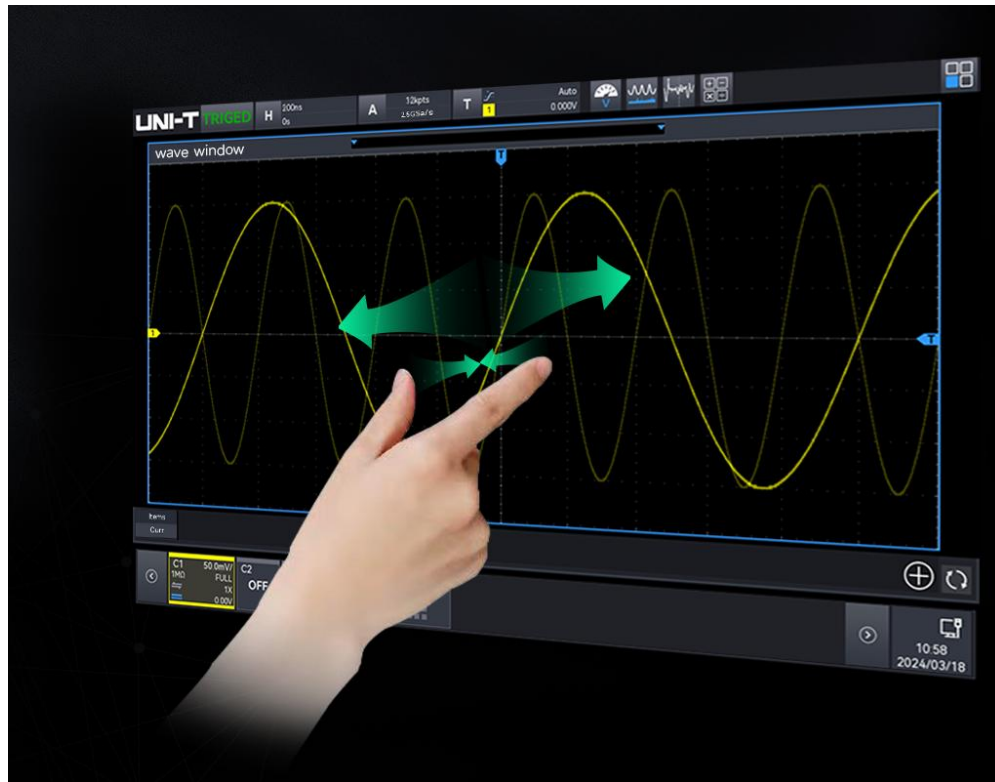 UNI-T TRIGED H 200ns A 12kpts T Auto
0s 2.5GSa/s 1 0.000V V
wave window
T
1 T
Items
Curr
C1 50.0mV/ C2
1MΩ FULL OFF
1X
0.00V
10:58
2024/03/18